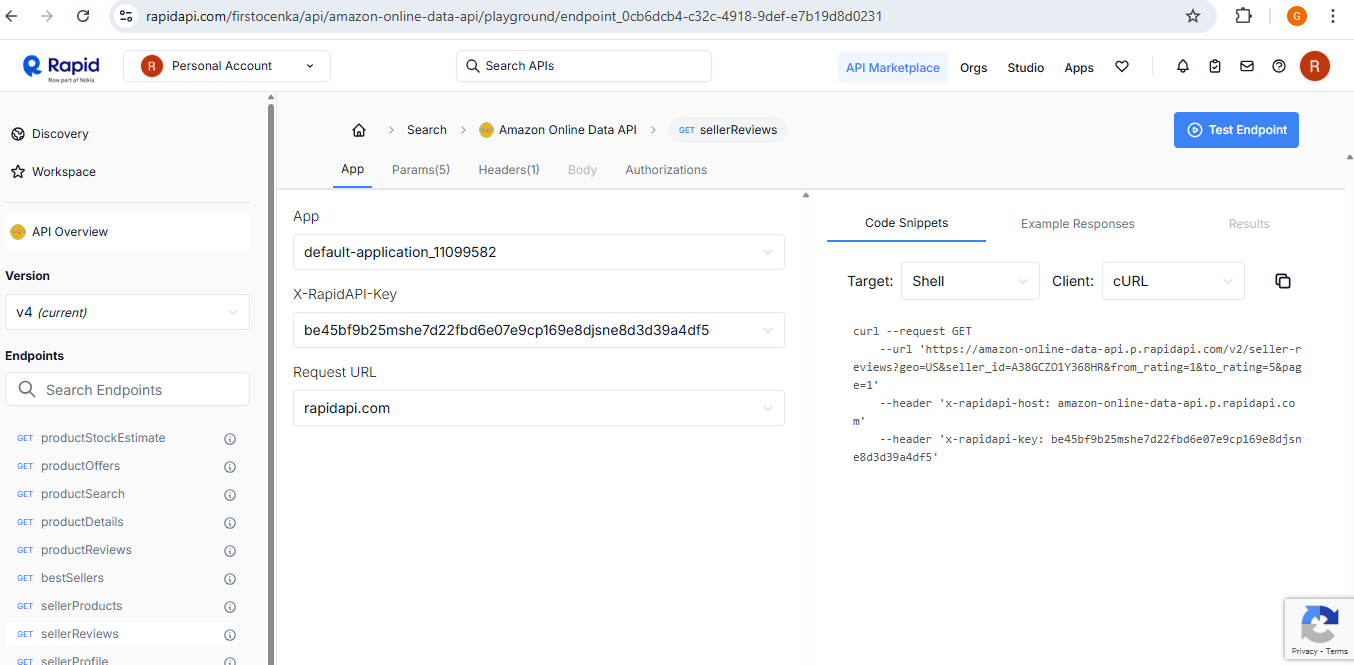 rapidapi.com/firstocenka/api/amazon-online-data-api/playground/endpoint_0cb6dcb4-c32c-4918-9def-e7b19d8d0231
G
Rapid
Now part of Nokia
R
Personal Account
Search APIs
API Marketplace
Orgs
Studio
Apps
R
Discovery
Workspace
API Overview
Version
v4 (current)
Endpoints
Search Endpoints
GET productStockEstimate
GET productOffers
GET productSearch
GET productDetails
GET productReviews
GET bestSellers
GET sellerProducts
GET sellerReviews
GET sellerProfile
Search
Amazon Online Data API
GET sellerReviews
Test Endpoint
App
Params(5)
Headers(1)
Body
Authorizations
App
default-application_11099582
X-RapidAPI-Key
be45bf9b25mshe7d22fbd6e07e9cp169e8djsne8d3d39a4df5
Request URL
rapidapi.com
Code Snippets
Example Responses
Results
Target:
Shell
Client:
cURL
curl --request GET
--url 'https://amazon-online-data-api.p.rapidapi.com/v2/seller-r
eviews?geo=US&seller_id=A38GCZO1Y368HR&from_rating=1&to_rating=5&pag
e=1'
--header 'x-rapidapi-host: amazon-online-data-api.p.rapidapi.co
m'
--header 'x-rapidapi-key: be45bf9b25mshe7d22fbd6e07e9cp169e8djsn
e8d3d39a4df5'
Privacy - Terms